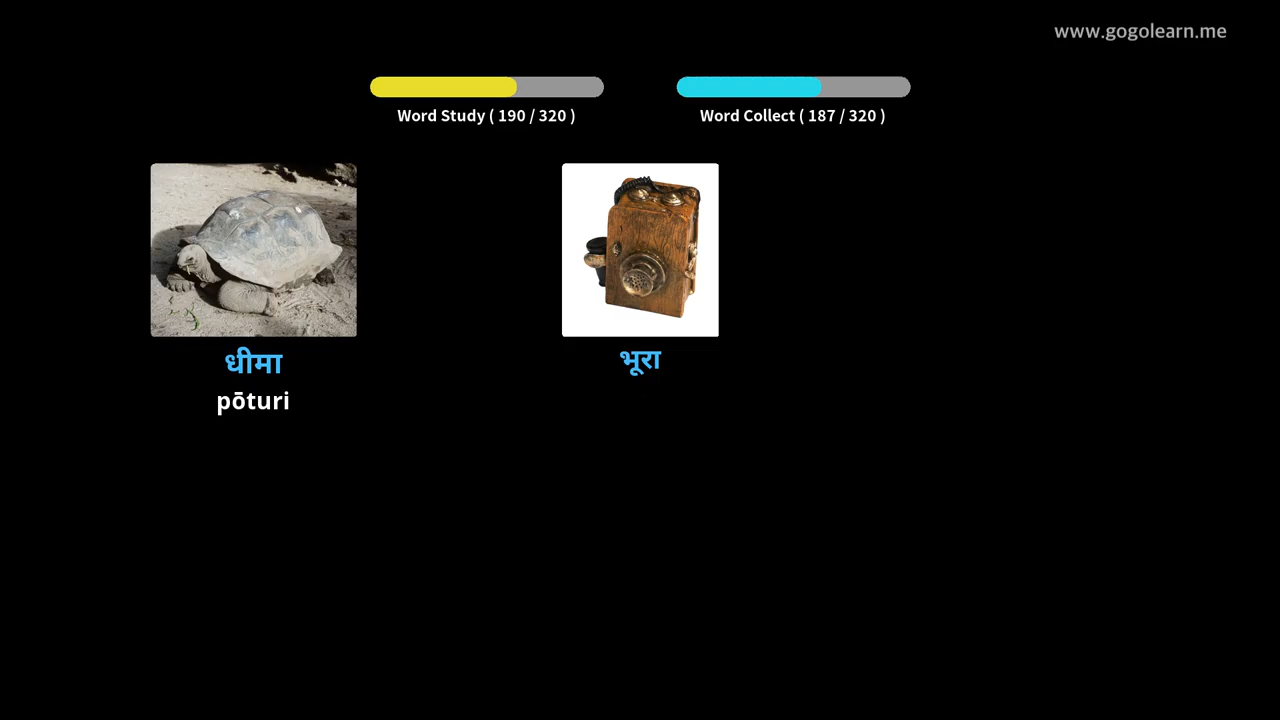 www.gogolearn.me
Word Study ( 190 / 320 )
Word Collect ( 187 / 320 )
धीमा
pōturi
भूरा